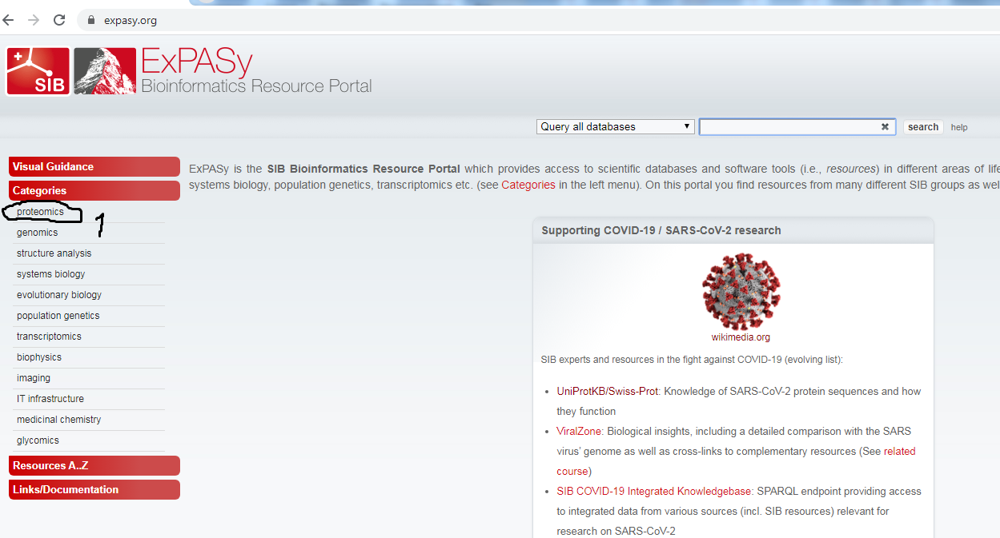 expasy.org
SIB
ExPASy
Bioinformatics Resource Portal
Query all databases
search
help
Visual Guidance
Categories
proteomics
1
genomics
structure analysis
systems biology
evolutionary biology
population genetics
transcriptomics
biophysics
imaging
IT infrastructure
medicinal chemistry
glycomics
Resources A..Z
Links/Documentation
ExPASy is the SIB Bioinformatics Resource Portal which provides access to scientific databases and software tools (i.e., resources) in different areas of life
systems biology, population genetics, transcriptomics etc. (see Categories in the left menu). On this portal you find resources from many different SIB groups as wel
Supporting COVID-19 / SARS-CoV-2 research
wikimedia.org
SIB experts and resources in the fight against COVID-19 (evolving list):
UniProtKB/Swiss-Prot: Knowledge of SARS-CoV-2 protein sequences and how
they function
ViralZone: Biological insights, including a detailed comparison with the SARS
virus' genome as well as cross-links to complementary resources (See related
course)
SIB COVID-19 Integrated Knowledgebase: SPARQL endpoint providing access
to integrated data from various sources (incl. SIB resources) relevant for
research on SARS-CoV-2